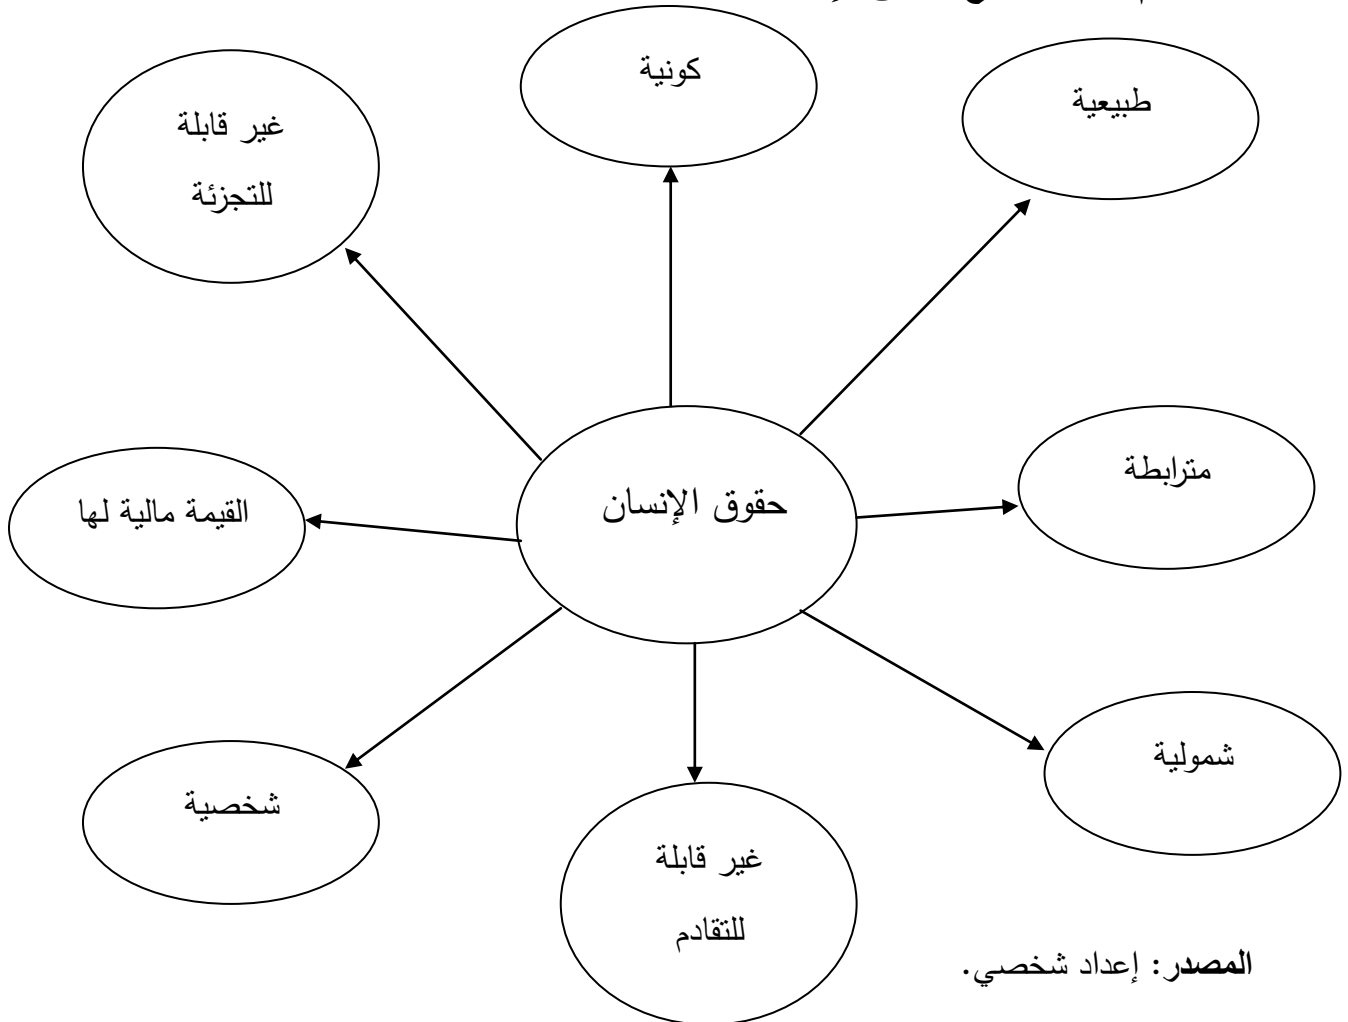 كونية
طبيعية
غير قابلة
للتجزئة
مترابطة
حقوق الإنسان
القيمة مالية لها
شمولية
شخصية
غير قابلة
للتقادم
المصدر: إعداد شخصي.